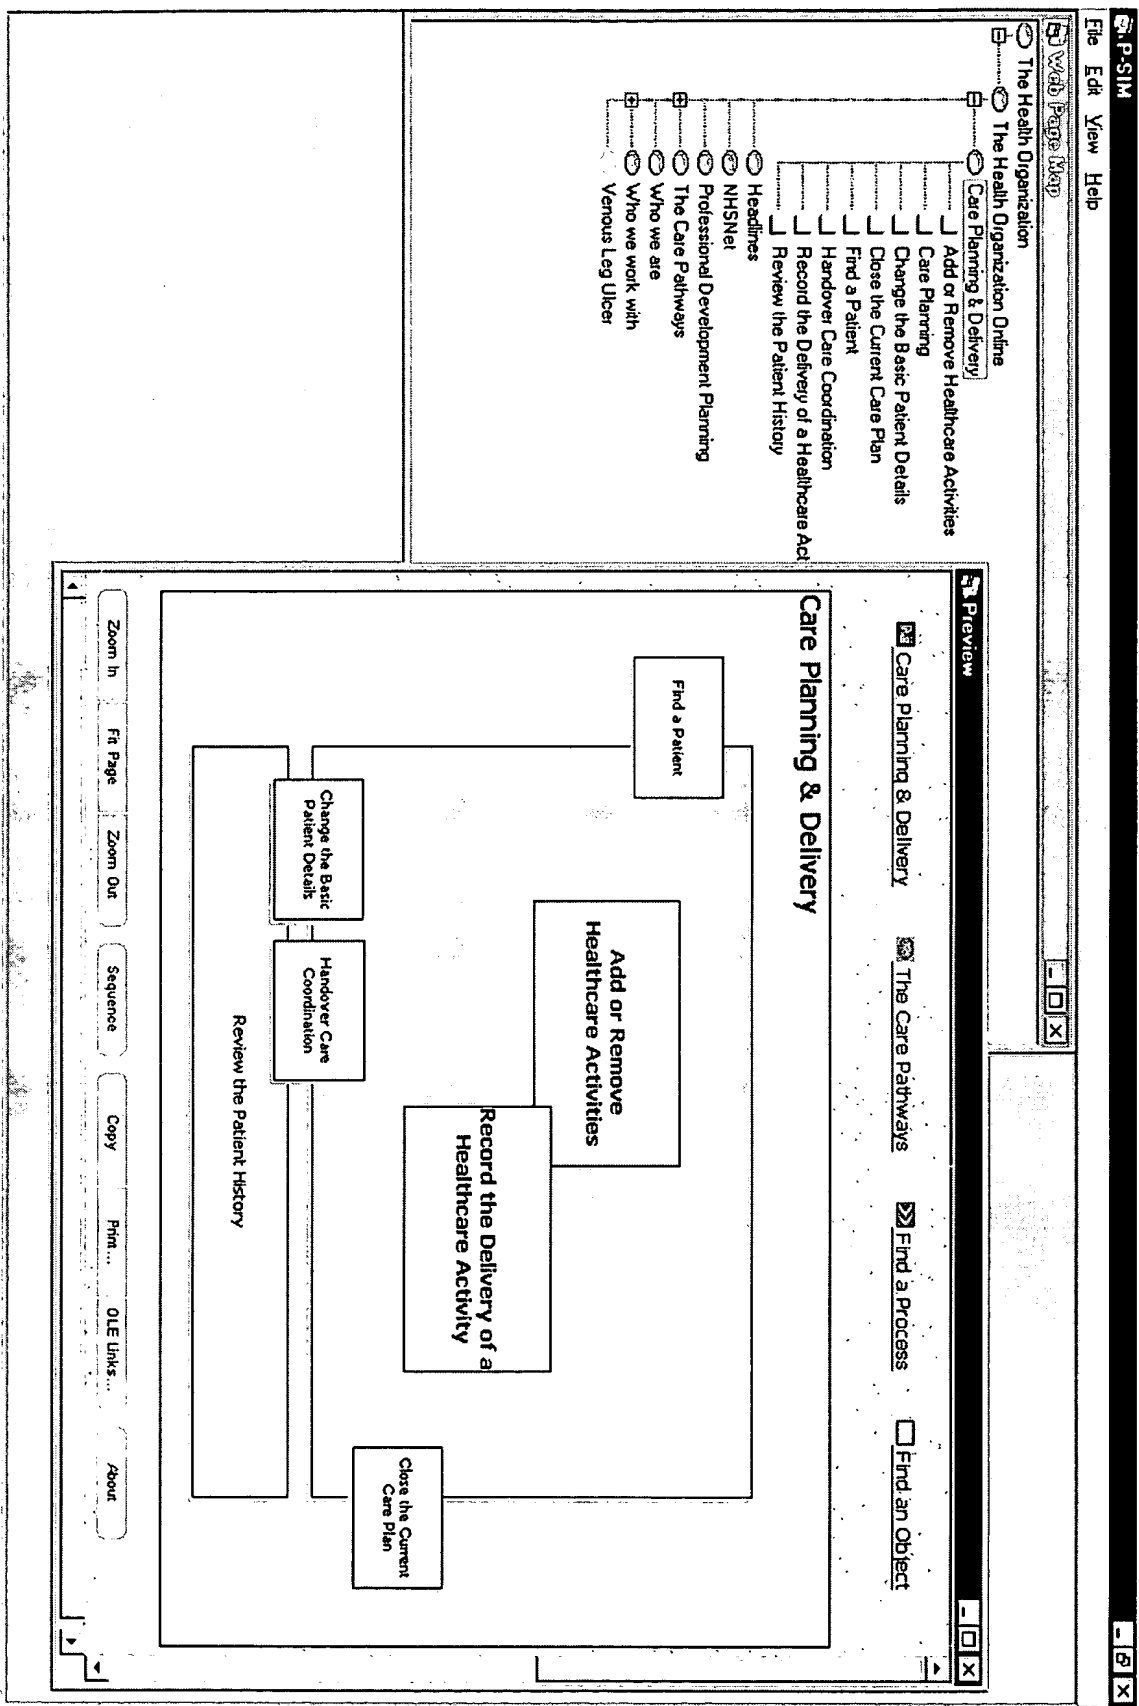 P-SIM
File Edit View Help
Web Page Map
The Health Organization
The Health Organization Online
Care Planning & Delivery
Add or Remove Healthcare Activities
Care Planning
Change the Basic Patient Details
Close the Current Care Plan
Find a Patient
Handover Care Coordination
Record the Delivery of a Healthcare Act
Review the Patient History
Headlines
NHSNet
Professional Development Planning
The Care Pathways
Who we are
Who we work with
Venous Leg Ulcer
Preview
Care Planning & Delivery The Care Pathways Find a Process Find an Object
Care Planning & Delivery
Find a Patient
Add or Remove
Healthcare Activities
Record the Delivery of a
Healthcare Activity
Change the Basic
Patient Details
Handover Care
Coordination
Close the Current
Care Plan
Review the Patient History
Zoom In Fit Page Zoom Out Sequence Copy Print... OLE Links... About